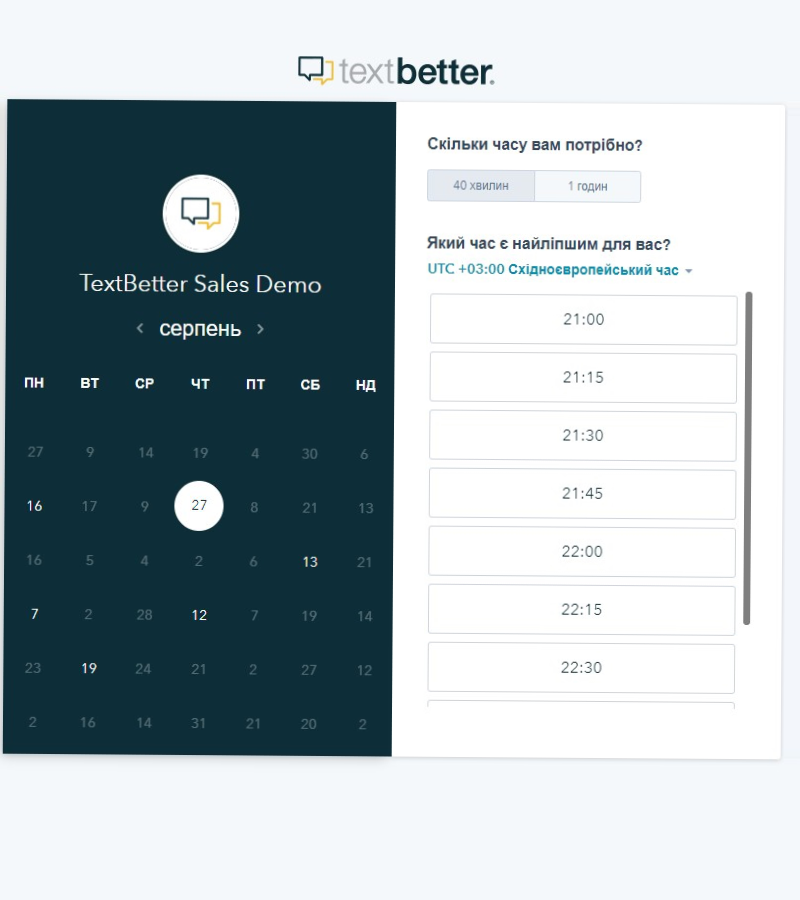 textbetter.
TextBetter Sales Demo
серпень
ПН ВТ СР ЧТ ПТ СБ НД
27 9 14 19 4 30 6
16 17 9 27 8 21 13
16 5 4 2 6 13 21
7 2 28 12 7 19 14
23 19 24 21 2 27 12
2 16 14 31 21 20 2
Скільки часу вам потрібно?
40 хвилин 1 годин
Який час є найліпшим для вас?
UTC +03:00 Східноєвропейський час
21:00
21:15
21:30
21:45
22:00
22:15
22:30